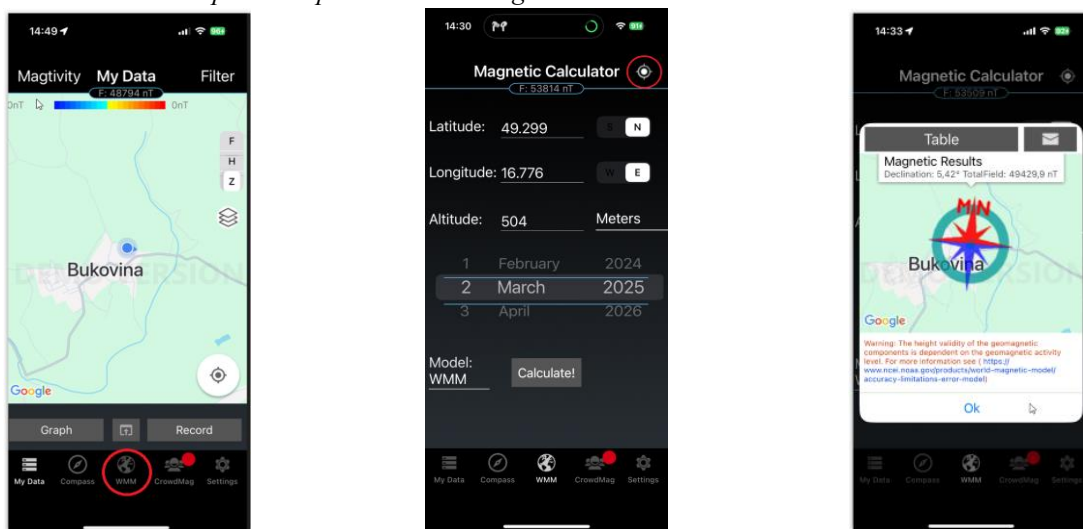 14:49
Magtivity My Data Filter
F: 48794 nT
0nT 0nT
F
H
Z
Bukovina
DEMO VERSION
Google
Graph Record
My Data Compass WMM CrowdMag Settings
14:30
Magnetic Calculator
F: 53814 nT
Latitude: 49.299 S N
Longitude: 16.776 W E
Altitude: 504 Meters
1 February 2024
2 March 2025
3 April 2026
Model:
WMM Calculate!
My Data Compass WMM CrowdMag Settings
14:33
Magnetic Calculator
F: 53509 nT
Table
Magnetic Results
Declination: 5,42° TotalField: 49429,9 nT
MIN
Bukovina
Google
Warning: The height validity of the geomagnetic
components is dependent on the geomagnetic activity
level. For more information see ( https://
www.ncei.noaa.gov/products/world-magnetic-model/
accuracy-limitations-error-model)
Ok
My Data Compass WMM CrowdMag Settings